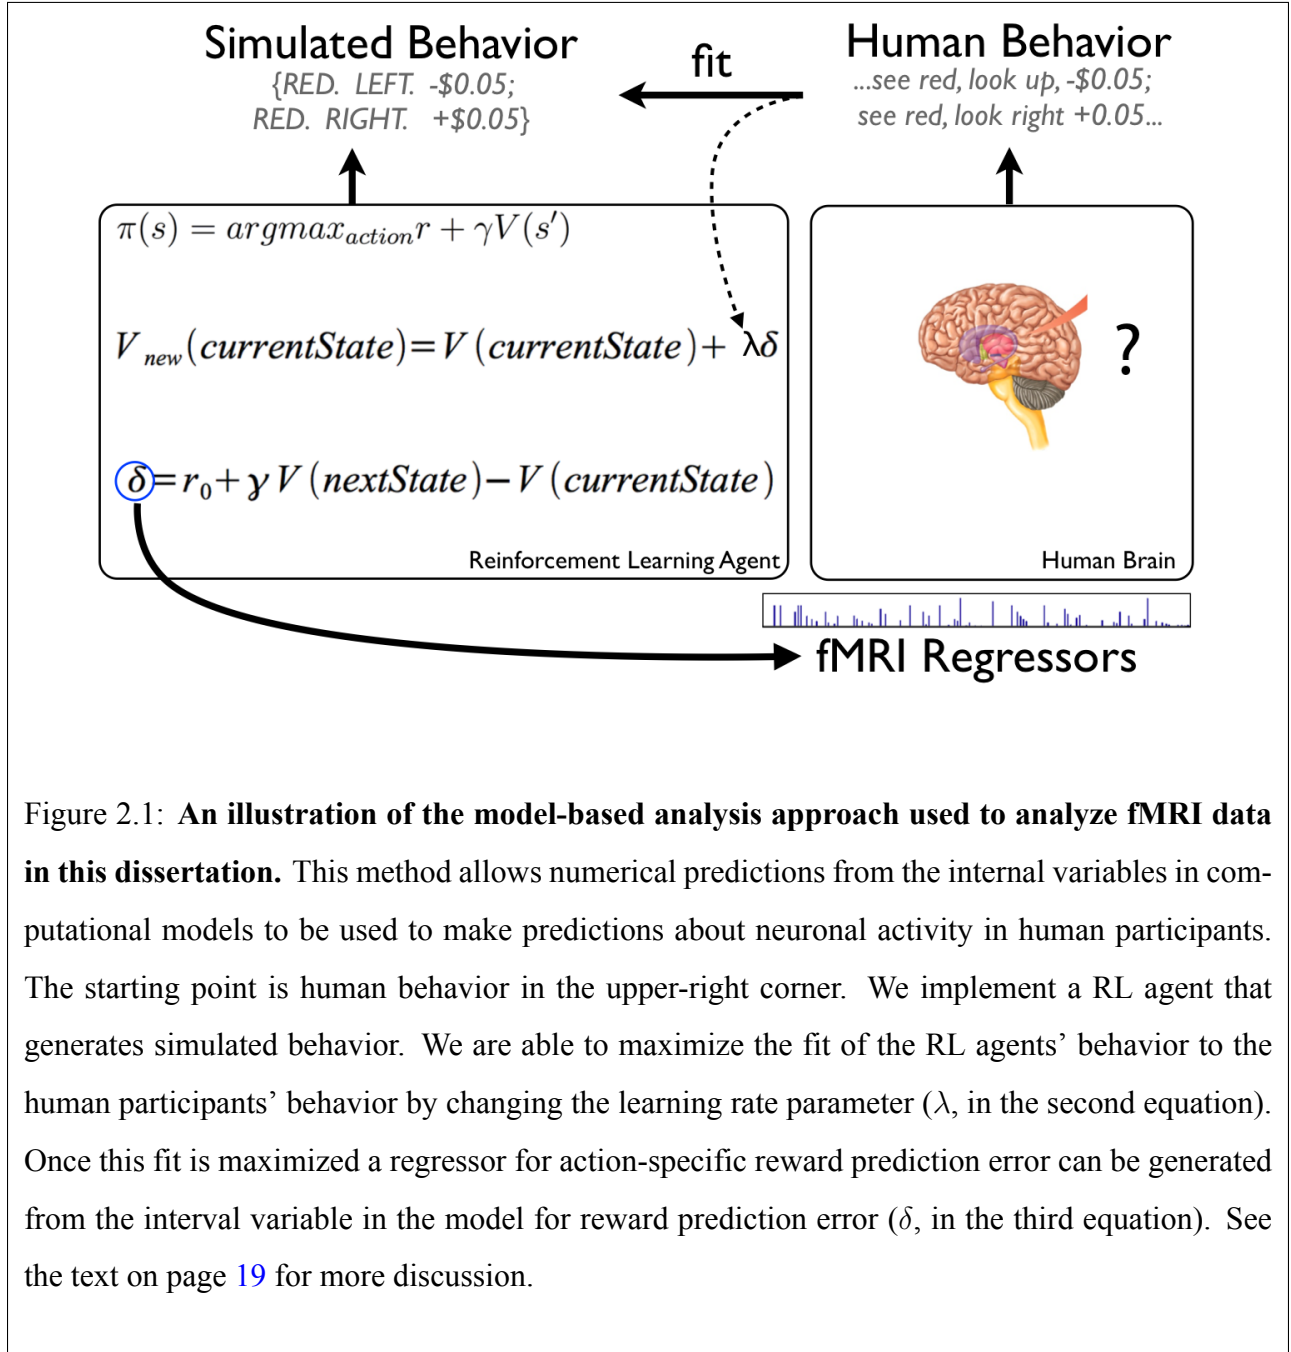 Simulated Behavior
{RED. LEFT. -$0.05;
RED. RIGHT. +$0.05}
fit
Human Behavior
...see red, look up, -$0.05;
see red, look right +0.05...
π(s) = argmax_{action} r + γV(s′)
V_{new}(currentState)=V(currentState)+ λδ
δ=r_0+γV(nextState)−V(currentState)
Reinforcement Learning Agent
?
Human Brain
fMRI Regressors
Figure 2.1: An illustration of the model-based analysis approach used to analyze fMRI data
in this dissertation. This method allows numerical predictions from the internal variables in com-
putational models to be used to make predictions about neuronal activity in human participants.
The starting point is human behavior in the upper-right corner. We implement a RL agent that
generates simulated behavior. We are able to maximize the fit of the RL agents’ behavior to the
human participants’ behavior by changing the learning rate parameter (λ, in the second equation).
Once this fit is maximized a regressor for action-specific reward prediction error can be generated
from the interval variable in the model for reward prediction error (δ, in the third equation). See
the text on page 19 for more discussion.